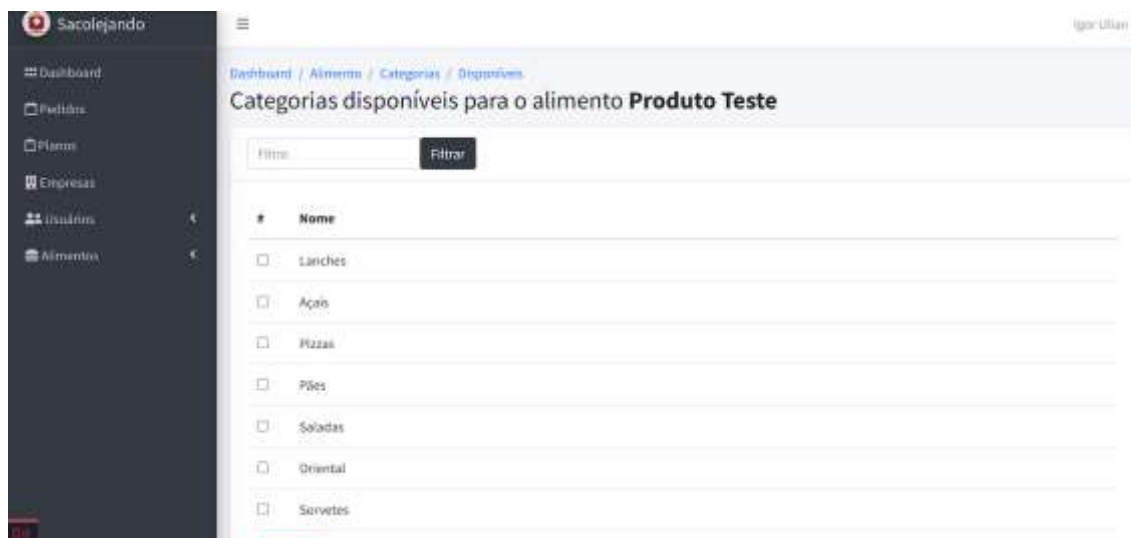 Sacolejando
Igor Ulian
Dashboard
Pedidos
Planos
Empresas
Usuários
Alimentos
Dashboard / Alimento / Categorias / Disponíveis
Categorias disponíveis para o alimento Produto Teste
Filtro
Filtrar
# Nome
Lanches
Açaís
Pizzas
Pães
Saladas
Oriental
Sorvetes